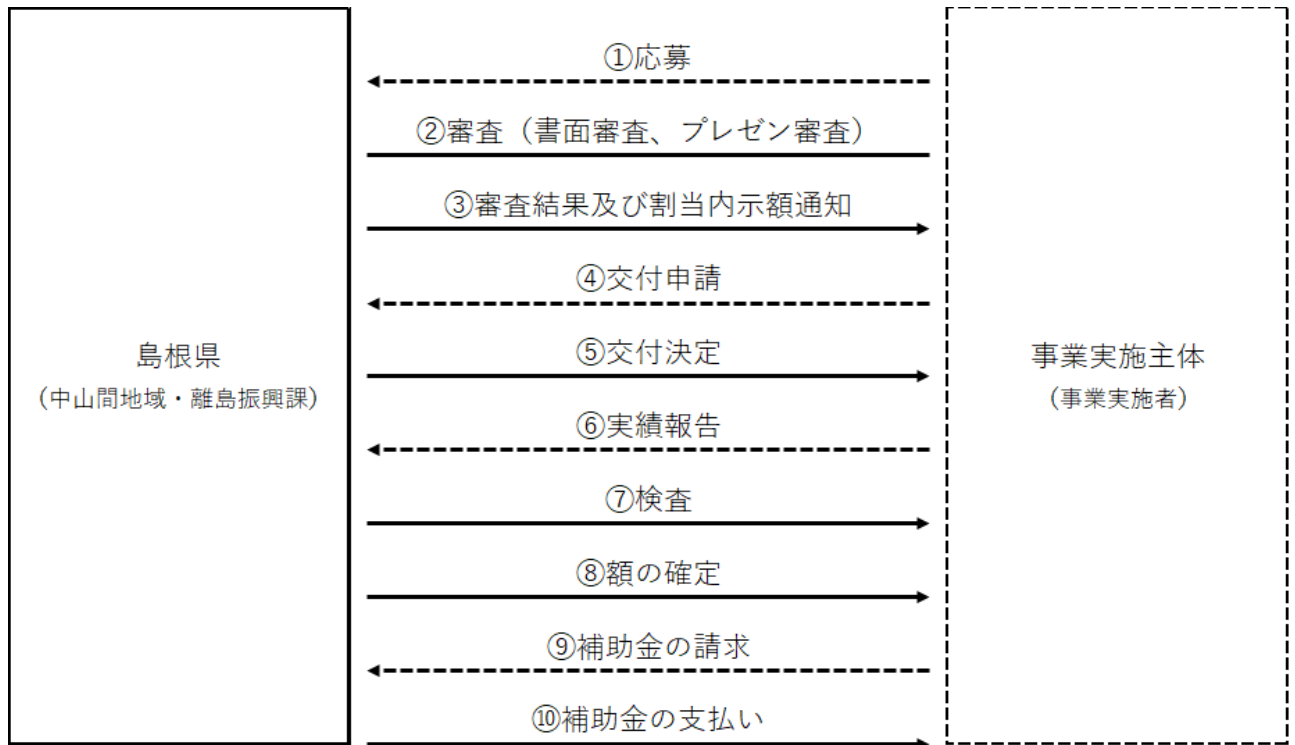 ①応募
②審査（書面審査、プレゼン審査）
③審査結果及び割当内示額通知
④交付申請
島根県
（中山間地域・離島振興課）
⑤交付決定
事業実施主体
（事業実施者）
⑥実績報告
⑦検査
⑧額の確定
⑨補助金の請求
⑩補助金の支払い